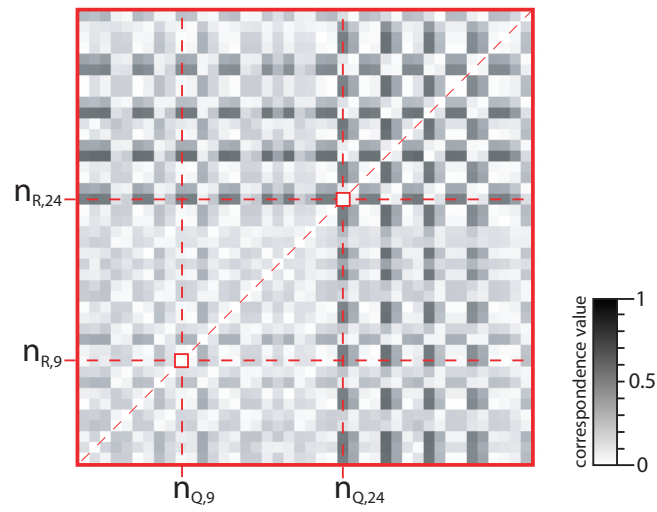 n_R,24
n_R,9
n_Q,9
n_Q,24
correspondence value
1
0.5
0